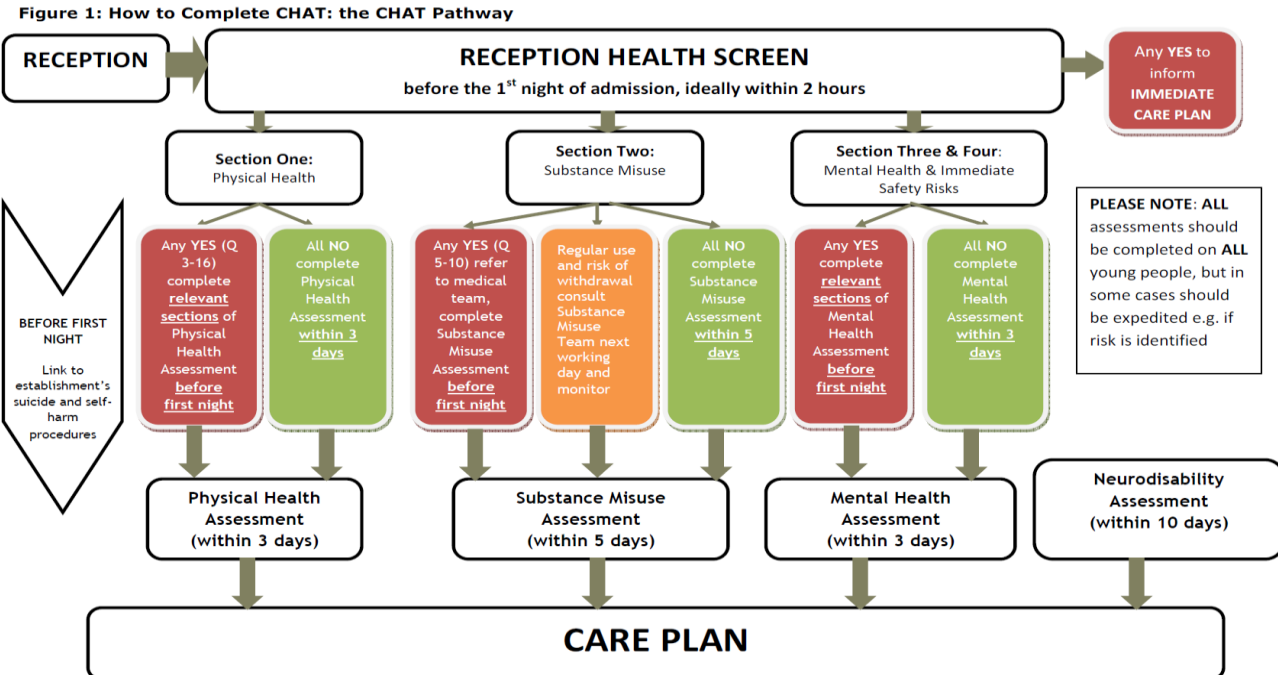 Figure 1: How to Complete CHAT: the CHAT Pathway
RECEPTION
RECEPTION HEALTH SCREEN
before the 1st night of admission, ideally within 2 hours
Any YES to
inform
IMMEDIATE
CARE PLAN
Section One:
Physical Health
Section Two:
Substance Misuse
Section Three & Four:
Mental Health & Immediate
Safety Risks
PLEASE NOTE: ALL
assessments should
be completed on ALL
young people, but in
some cases should
be expedited e.g. if
risk is identified
BEFORE FIRST
NIGHT
Link to
establishment's
suicide and self-
harm
procedures
Any YES (Q
3-16)
complete
relevant
sections of
Physical
Health
Assessment
before
first night
All NO
complete
Physical
Health
Assessment
within 3
days
Any YES (Q
5-10) refer
to medical
team,
complete
Substance
Misuse
Assessment
before
first night
Regular use
and risk of
withdrawal
consult
Substance
Misuse
Team next
working
day and
monitor
All NO
complete
Substance
Misuse
Assessment
within 5
days
Any YES
complete
relevant
sections of
Mental
Health
Assessment
before
first night
All NO
complete
Mental
Health
Assessment
within 3
days
Physical Health
Assessment
(within 3 days)
Substance Misuse
Assessment
(within 5 days)
Mental Health
Assessment
(within 3 days)
Neurodisability
Assessment
(within 10 days)
CARE PLAN